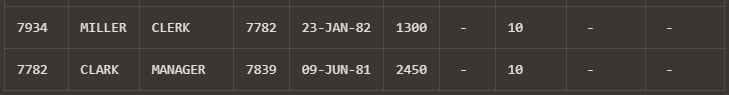 7934 MILLER CLERK 7782 23-JAN-82 1300 - 10 - -
7782 CLARK MANAGER 7839 09-JUN-81 2450 - 10 - -